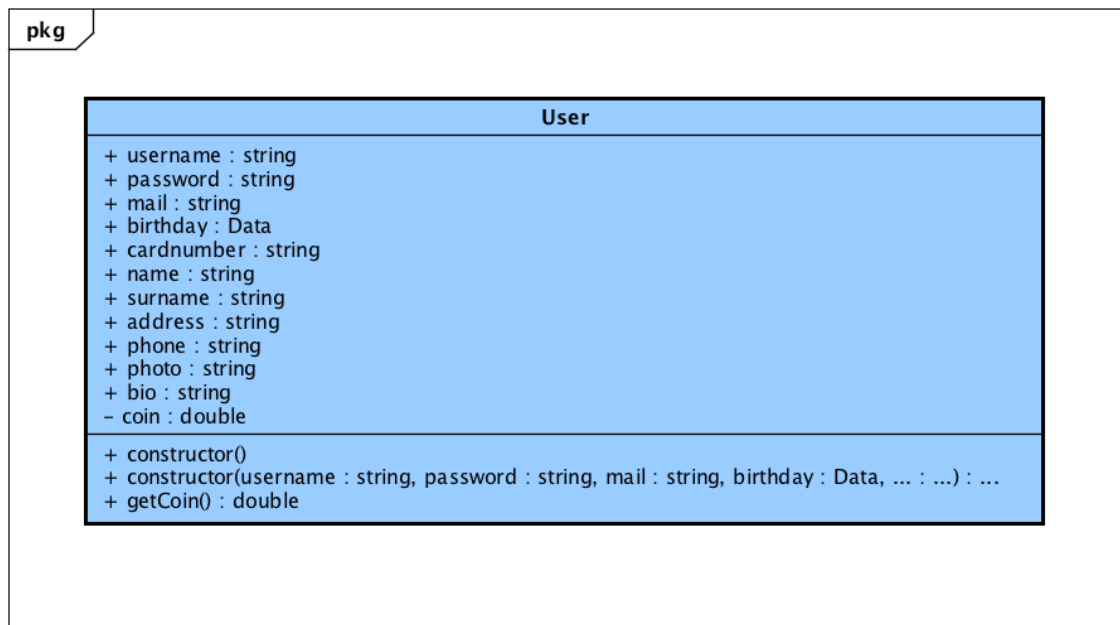 pkg
User
+ username : string
+ password : string
+ mail : string
+ birthday : Data
+ cardnumber : string
+ name : string
+ surname : string
+ address : string
+ phone : string
+ photo : string
+ bio : string
- coin : double
+ constructor()
+ constructor(username : string, password : string, mail : string, birthday : Data, ... : ...) : ...
+ getCoin() : double